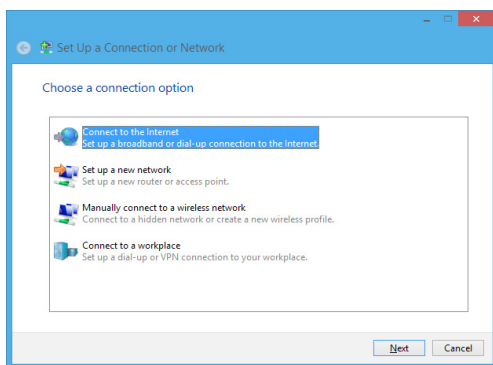 Set Up a Connection or Network
Choose a connection option
Connect to the Internet
Set up a broadband or dial-up connection to the Internet.
Set up a new network
Set up a new router or access point.
Manually connect to a wireless network
Connect to a hidden network or create a new wireless profile.
Connect to a workplace
Set up a dial-up or VPN connection to your workplace.
Next Cancel